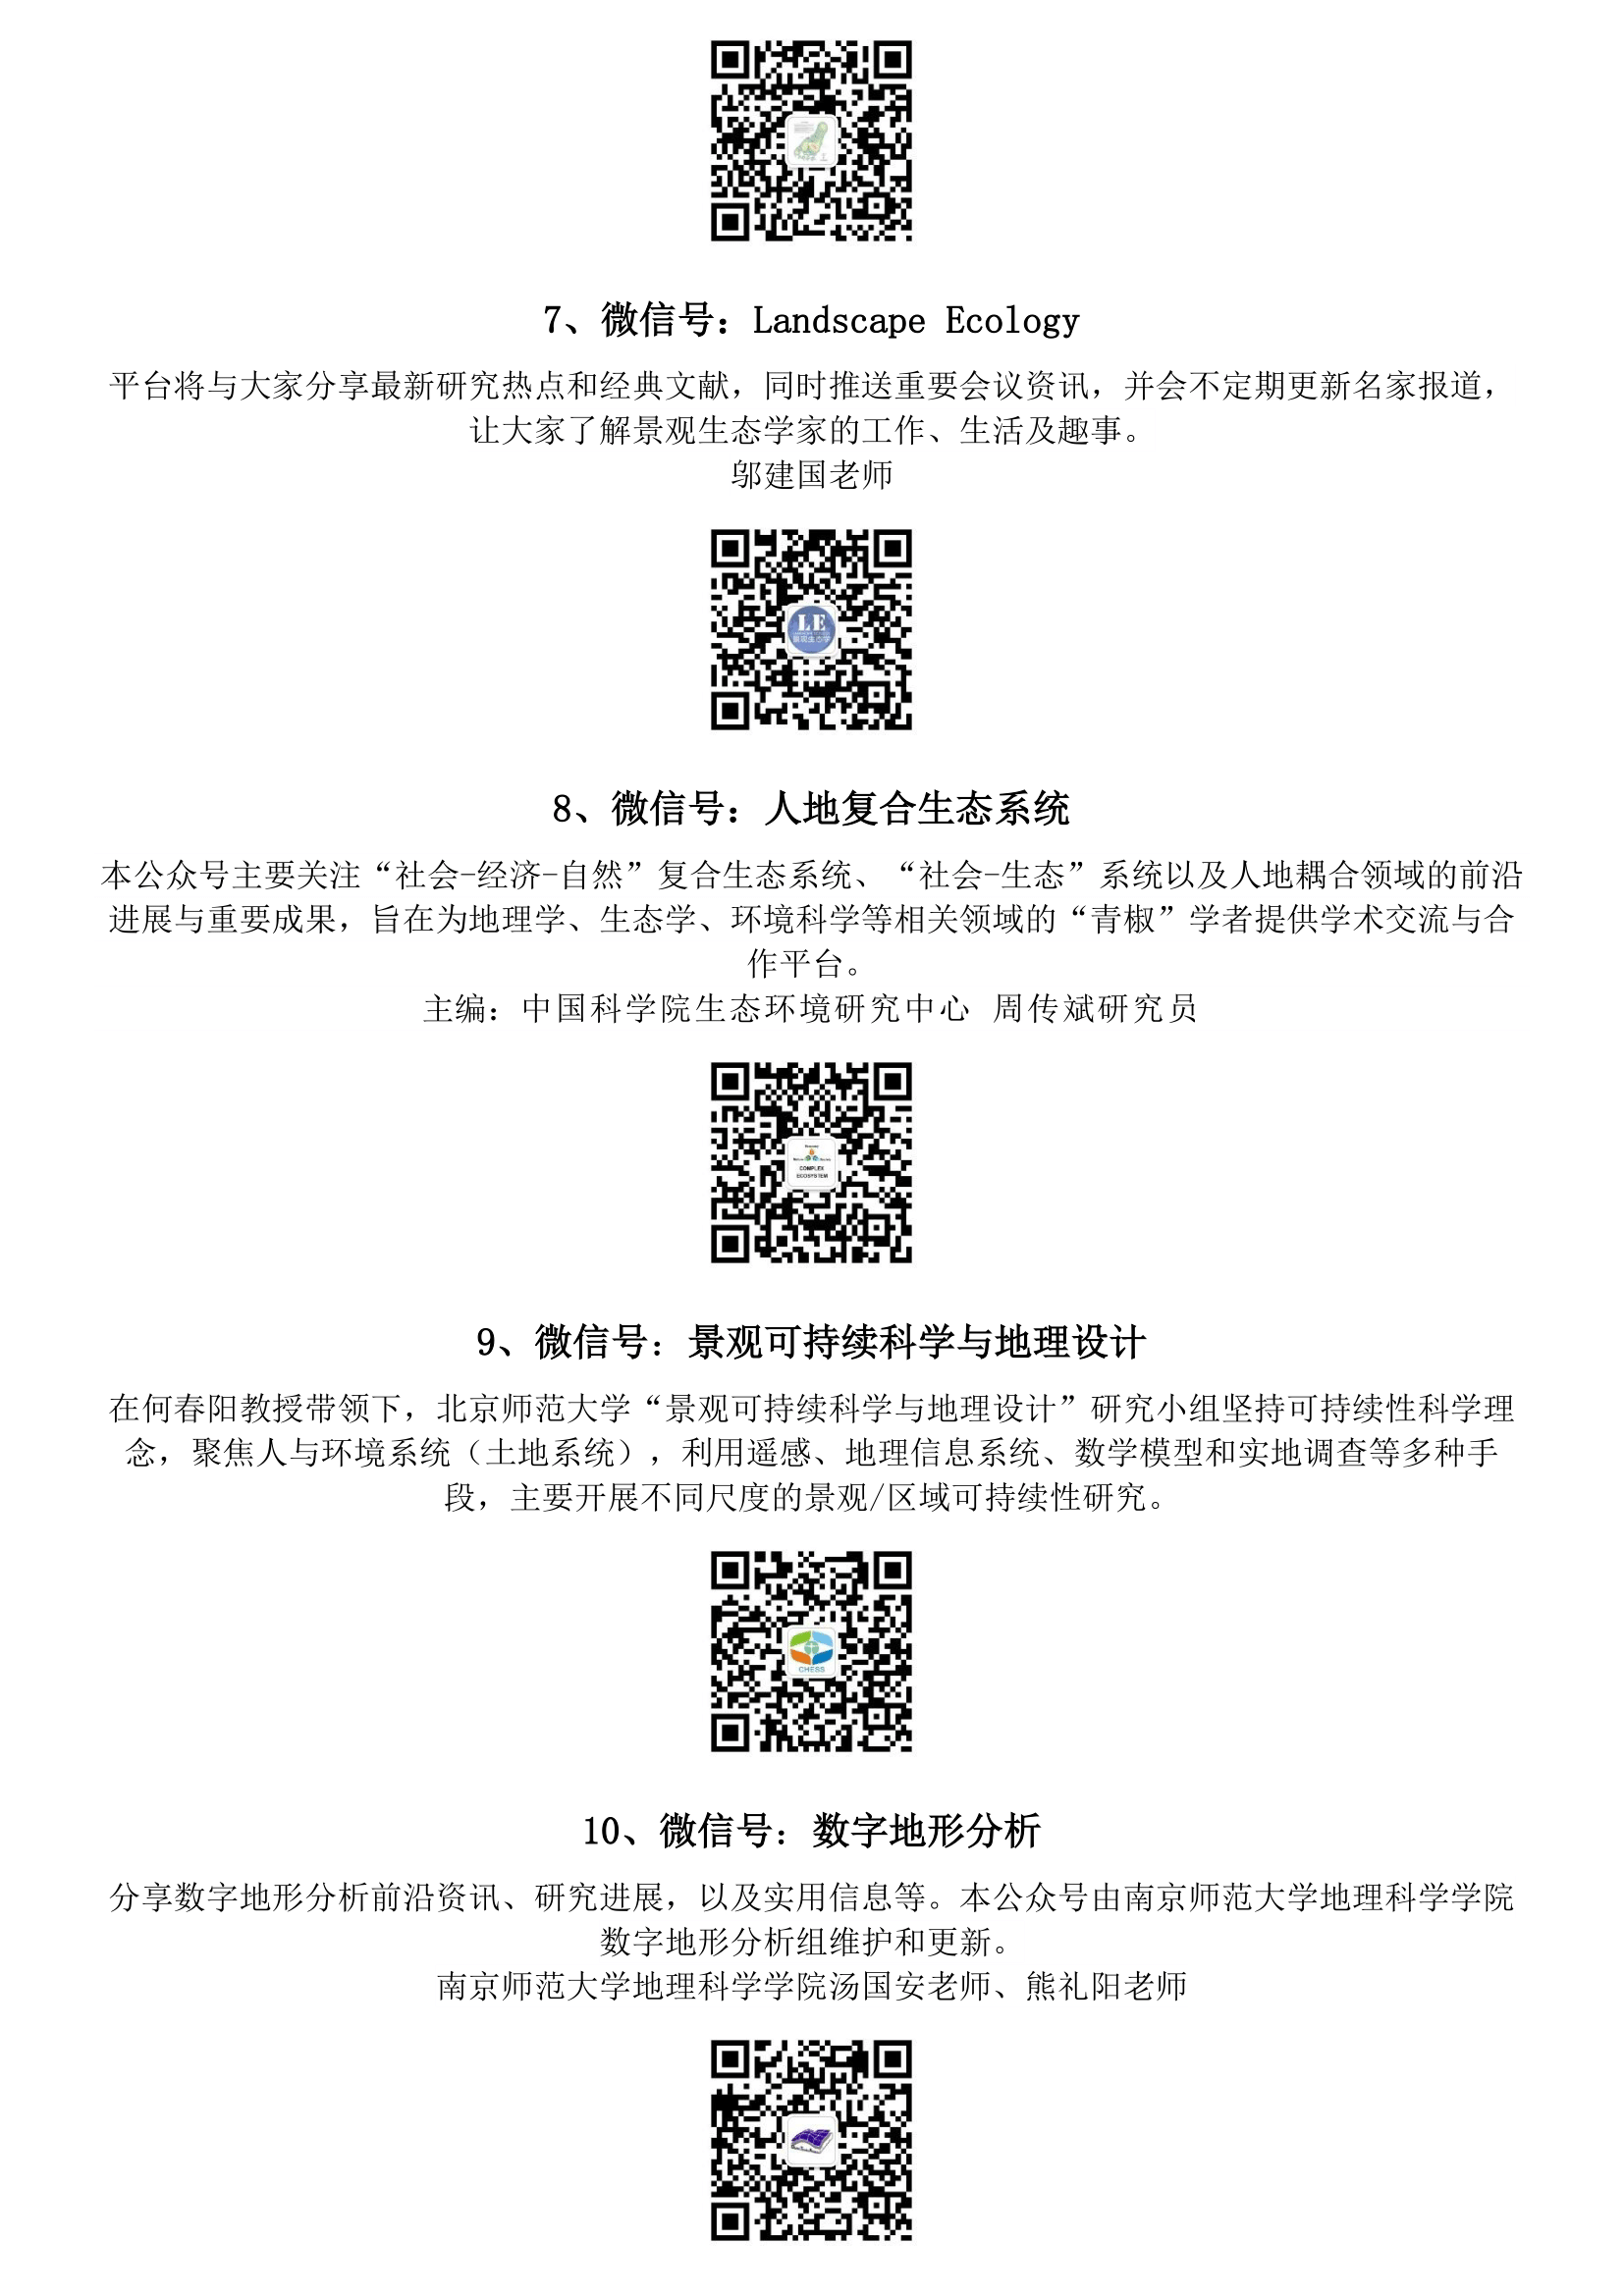 7、微信号：Landscape Ecology
平台将与大家分享最新研究热点和经典文献，同时推送重要会议资讯，并会不定期更新名家报道，
让大家了解景观生态学家的工作、生活及趣事。
邬建国老师
LE
景观生态学
8、微信号：人地复合生态系统
本公众号主要关注“社会-经济-自然”复合生态系统、“社会-生态”系统以及人地耦合领域的前沿
进展与重要成果，旨在为地理学、生态学、环境科学等相关领域的“青椒”学者提供学术交流与合
作平台。
主编：中国科学院生态环境研究中心 周传斌研究员
COMPLEX
ECOSYSTEM
9、微信号：景观可持续科学与地理设计
在何春阳教授带领下，北京师范大学“景观可持续科学与地理设计”研究小组坚持可持续性科学理
念，聚焦人与环境系统（土地系统），利用遥感、地理信息系统、数学模型和实地调查等多种手
段，主要开展不同尺度的景观/区域可持续性研究。
CHESS
10、微信号：数字地形分析
分享数字地形分析前沿资讯、研究进展，以及实用信息等。本公众号由南京师范大学地理科学学院
数字地形分析组维护和更新。
南京师范大学地理科学学院汤国安老师、熊礼阳老师